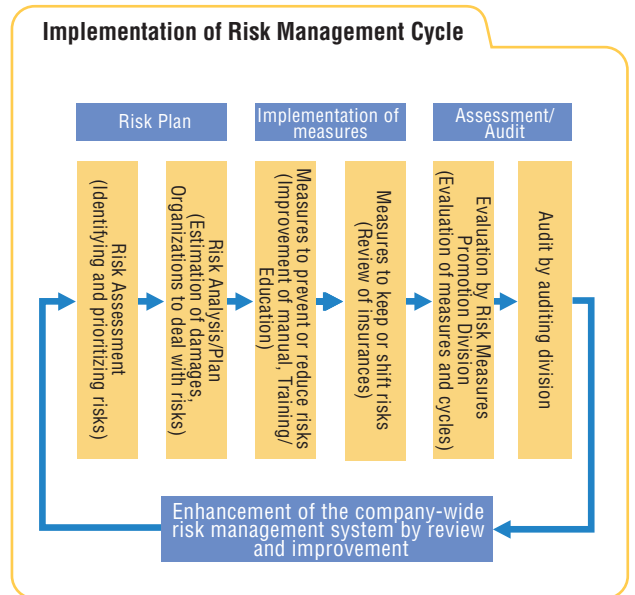 Implementation of Risk Management Cycle
Risk Plan
Implementation of
measures
Assessment/
Audit
Risk Assessment
(Identifying and prioritizing risks)
Risk Analysis/Plan
(Estimation of damages,
Organizations to deal with risks)
Measures to prevent or reduce risks
(Improvement of manual, Training/
Education)
Measures to keep or shift risks
(Review of insurances)
Evaluation by Risk Measures
Promotion Division
(Evaluation of measures and cycles)
Audit by auditing division
Enhancement of the company-wide
risk management system by review
and improvement